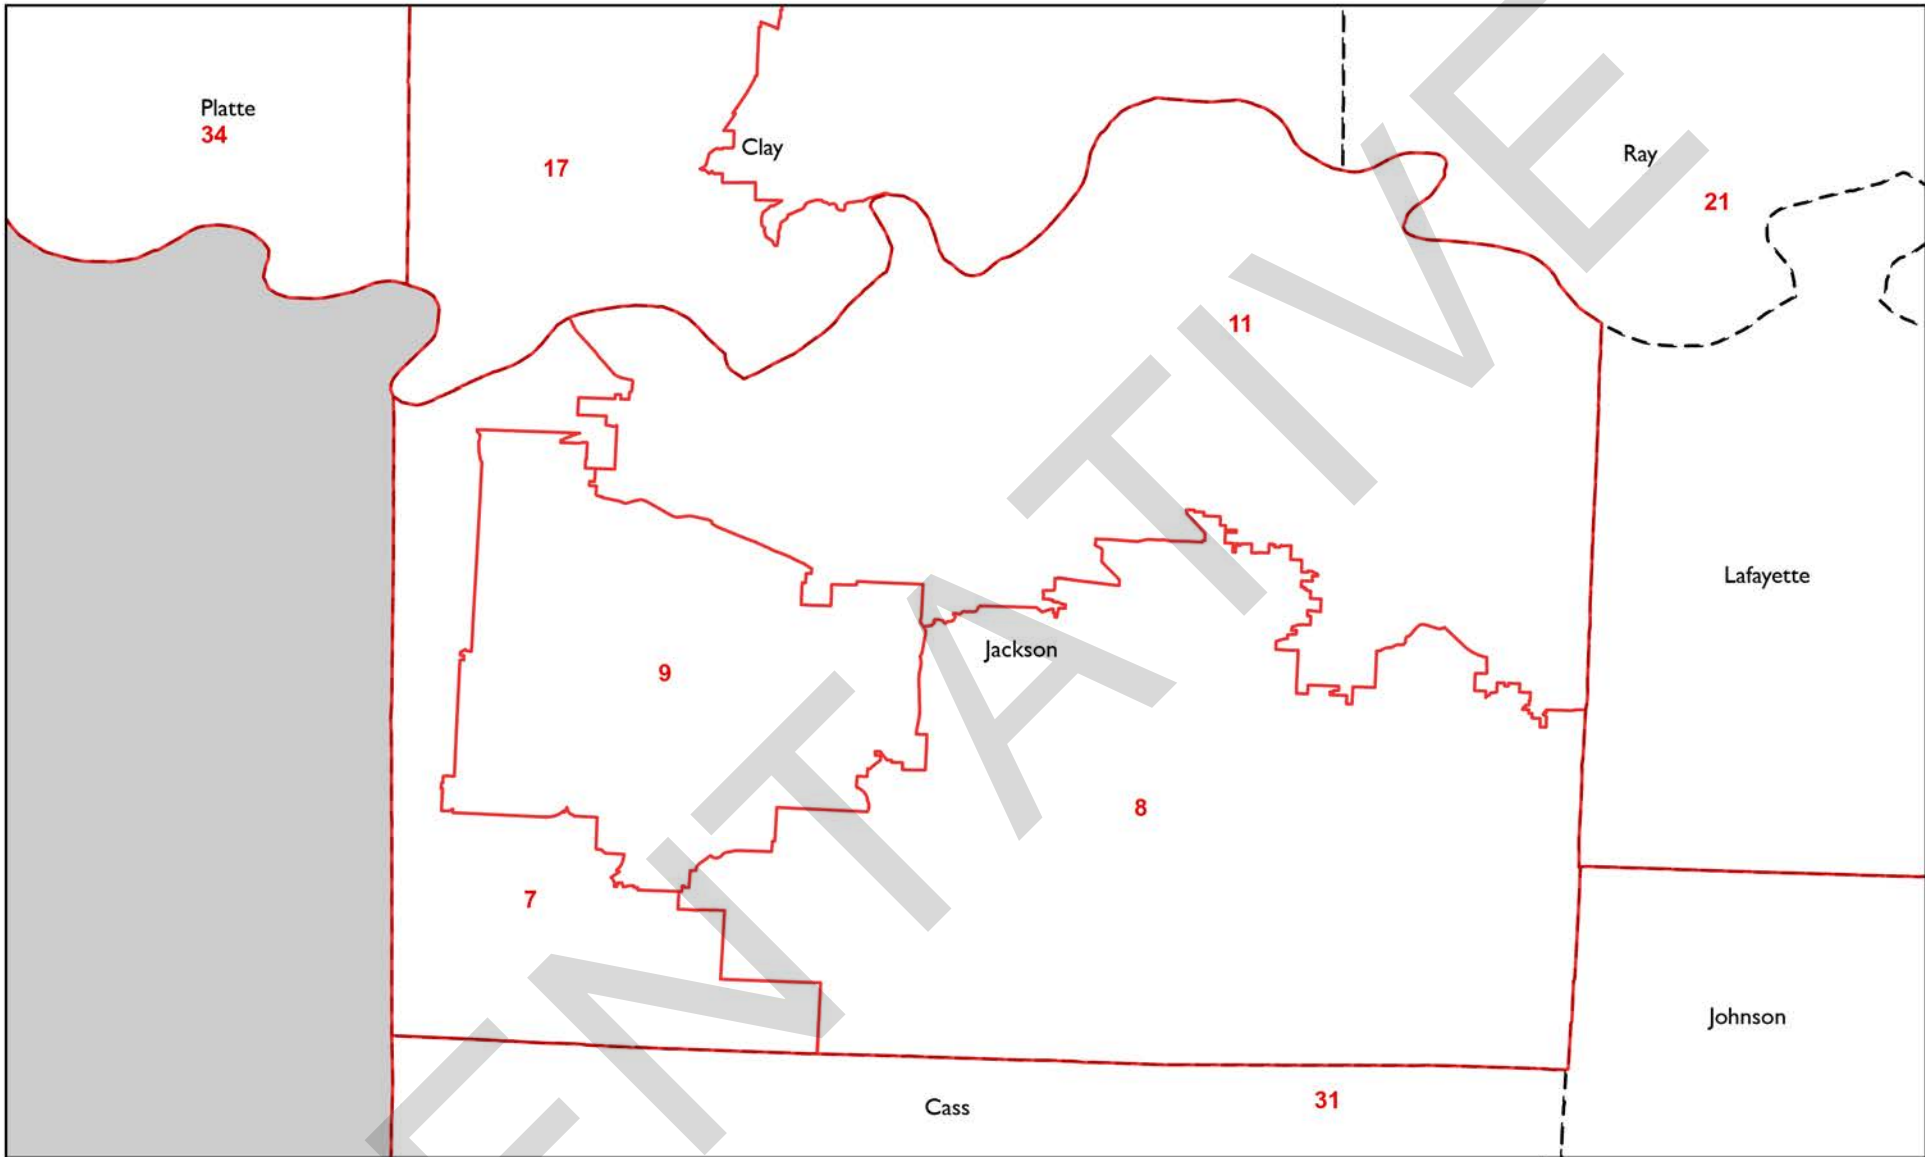 Platte
34
17
Clay
Ray
21
11
Lafayette
Jackson
9
8
7
Johnson
31
Cass
ENTATIVE